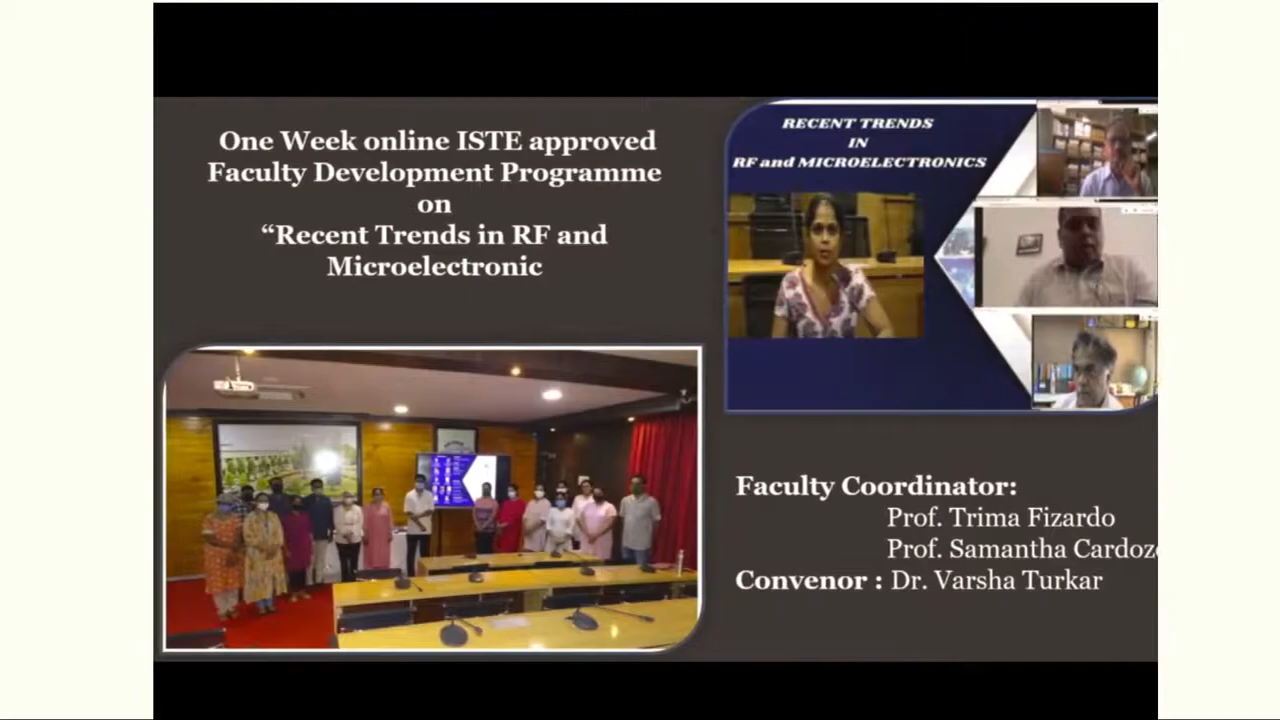 One Week online ISTE approved
Faculty Development Programme
on
“Recent Trends in RF and
Microelectronic
RECENT TRENDS
IN
RF and MICROELECTRONICS
Faculty Coordinator:
Prof. Trima Fizardo
Prof. Samantha Cardoz
Convenor : Dr. Varsha Turkar